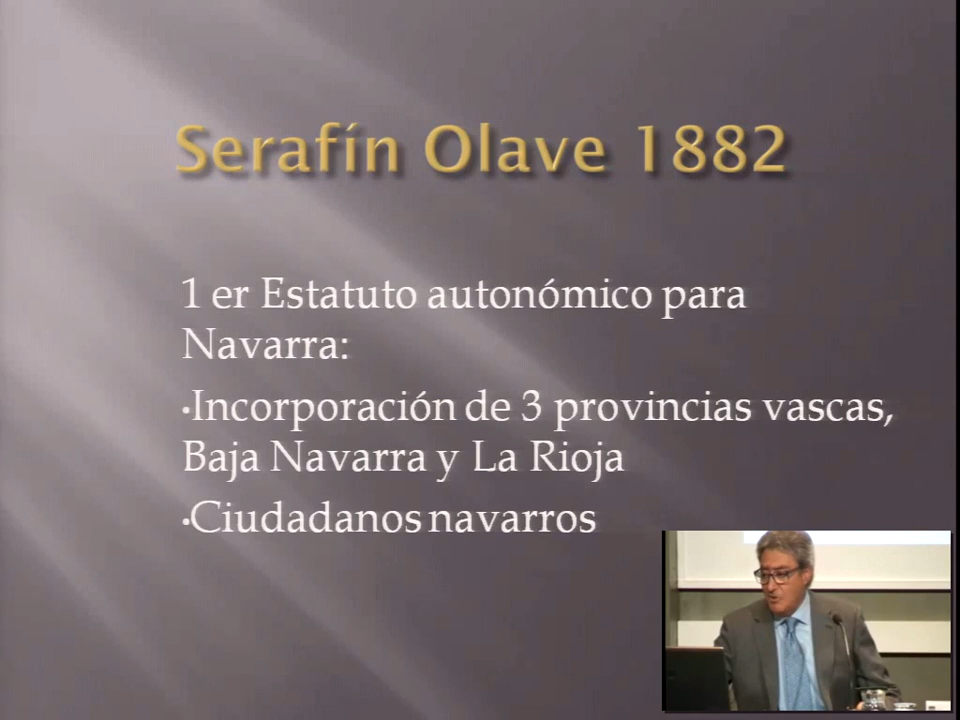 Serafín Olave 1882
1 er Estatuto autonómico para
Navarra:
•Incorporación de 3 provincias vascas,
Baja Navarra y La Rioja
•Ciudadanos navarros